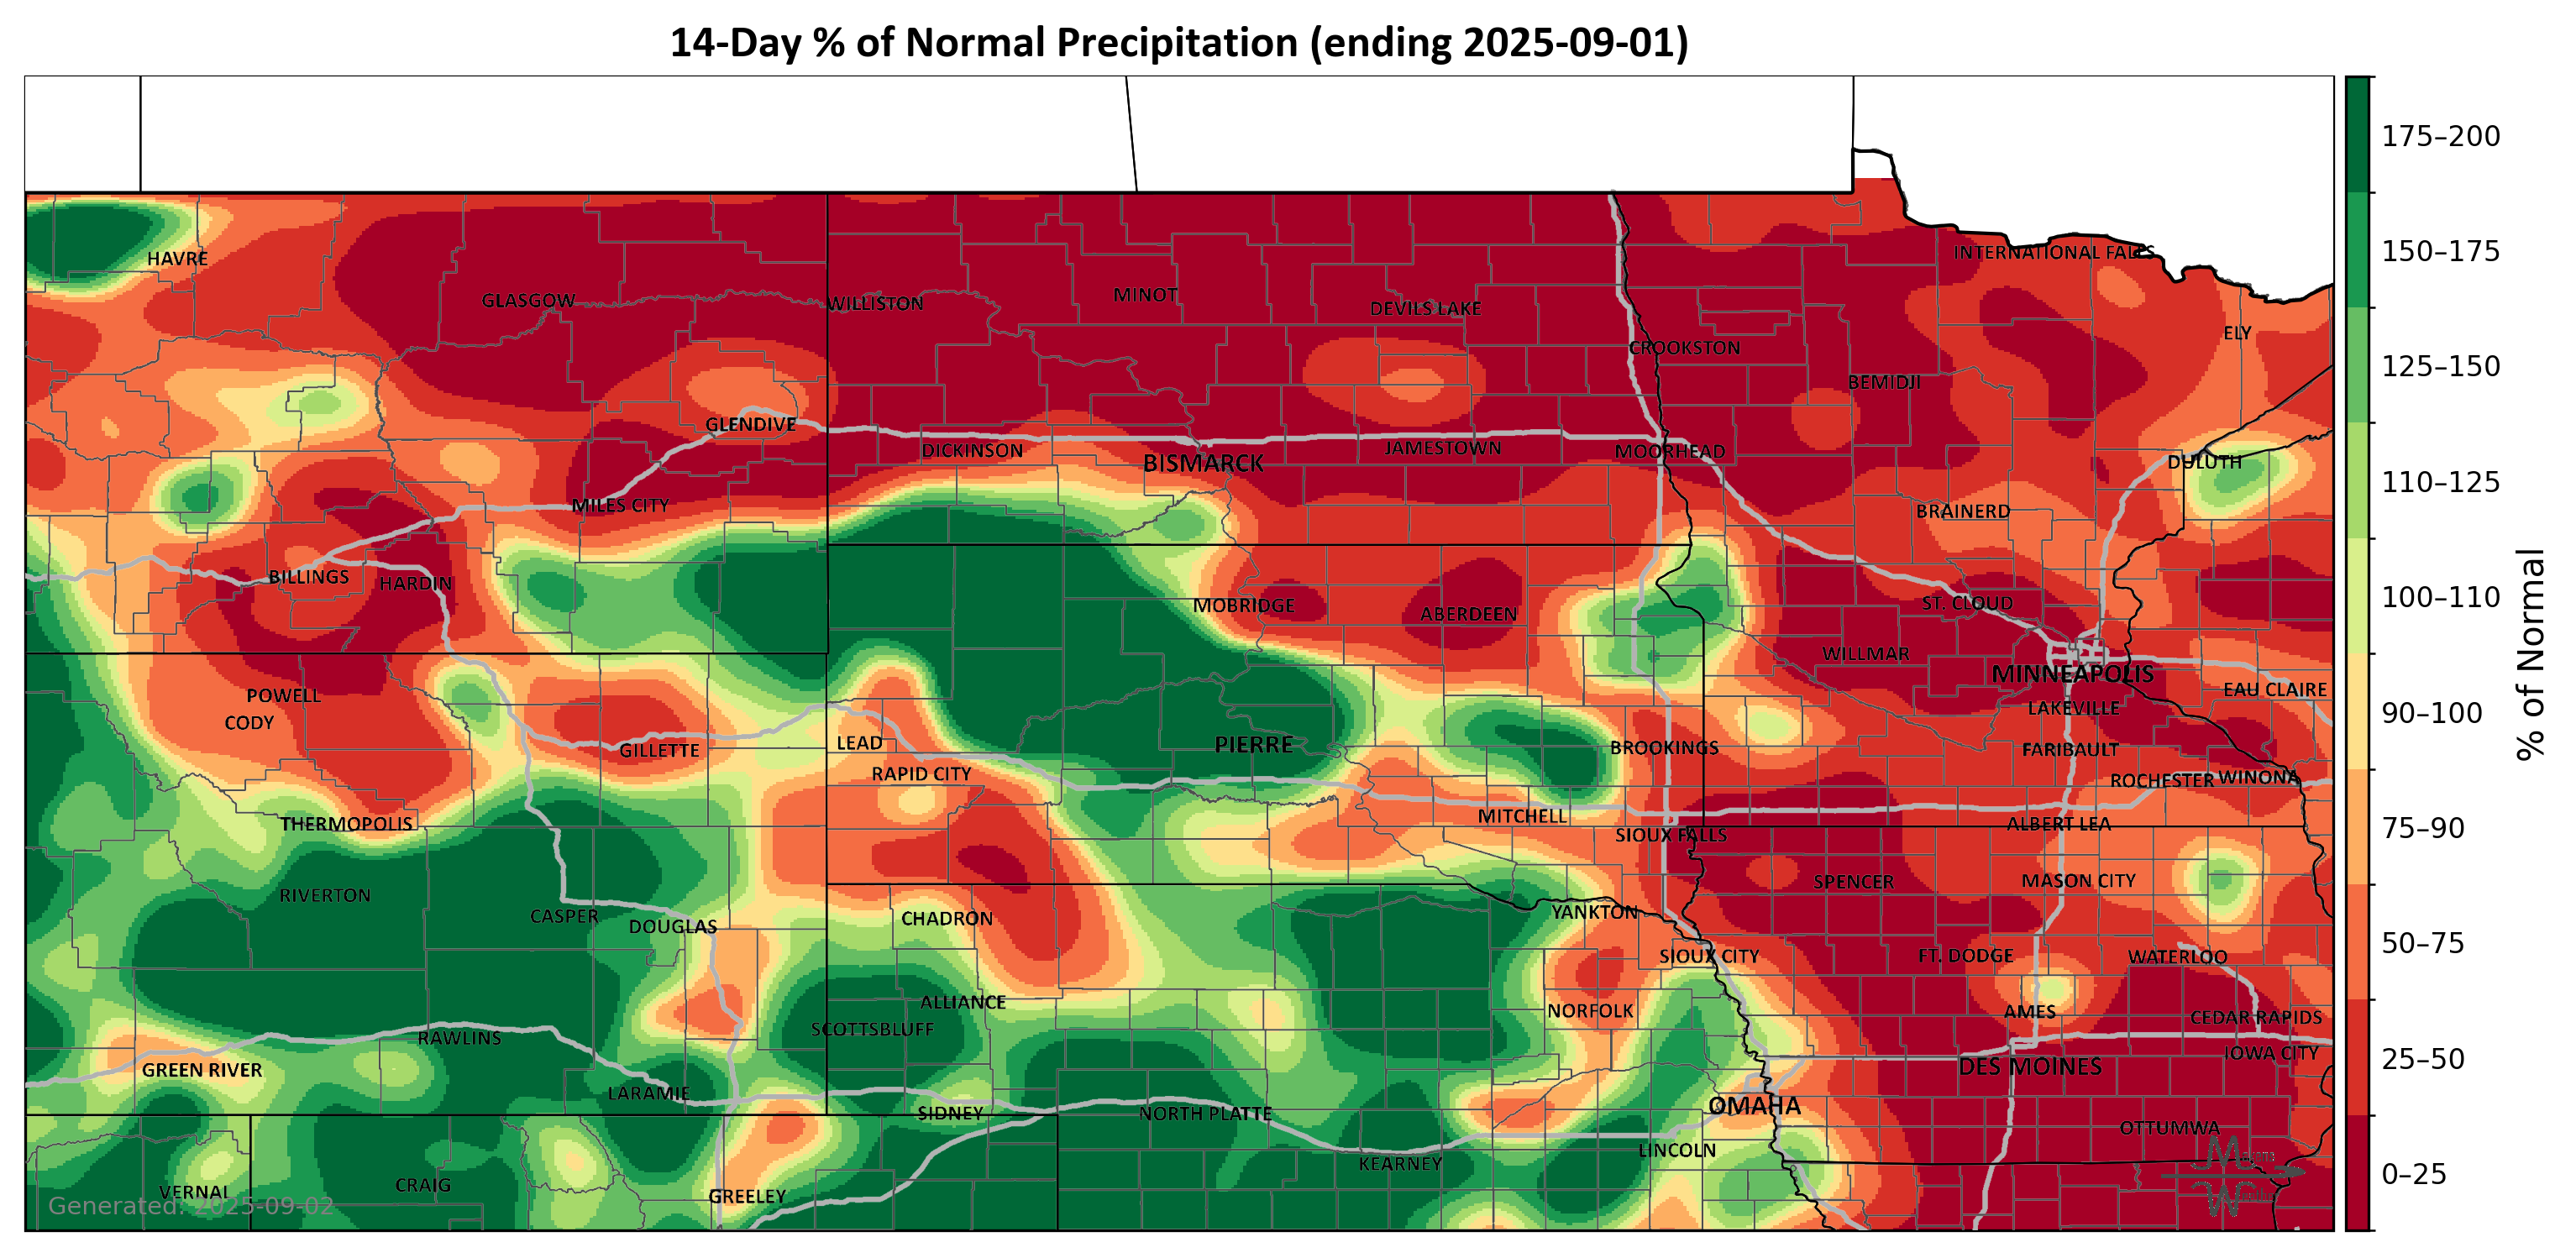 14-Day % of Normal Precipitation (ending 2025-09-01)
HAVRE
INTERNATIONAL FALLS
GLASGOW
WILLISTON
MINOT
DEVILS LAKE
ELY
CROOKSTON
BEMIDJI
GLENDIVE
DICKINSON
BISMARCK
JAMESTOWN
MOORHEAD
DULUTH
MILES CITY
BRAINERD
BILLINGS
HARDIN
MOBRIDGE
ABERDEEN
ST. CLOUD
WILLMAR
MINNEAPOLIS
POWELL
EAU CLAIRE
CODY
LAKEVILLE
GILLETTE
LEAD
PIERRE
BROOKINGS
FARIBAULT
RAPID CITY
ROCHESTER
WINONA
THERMOPOLIS
MITCHELL
SIOUX FALLS
ALBERT LEA
RIVERTON
SPENCER
MASON CITY
CASPER
DOUGLAS
CHADRON
YANKTON
SIOUX CITY
FT. DODGE
WATERLOO
ALLIANCE
NORFOLK
AMES
CEDAR RAPIDS
SCOTTSBLUFF
RAWLINS
IOWA CITY
GREEN RIVER
DES MOINES
LARAMIE
SIDNEY
NORTH PLATTE
OMAHA
OTTUMWA
LINCOLN
KEARNEY
VERNAL
CRAIG
GREELEY
Generated: 2025-09-02
175–200
150–175
125–150
110–125
100–110
90–100
75–90
50–75
25–50
0–25
% of Normal